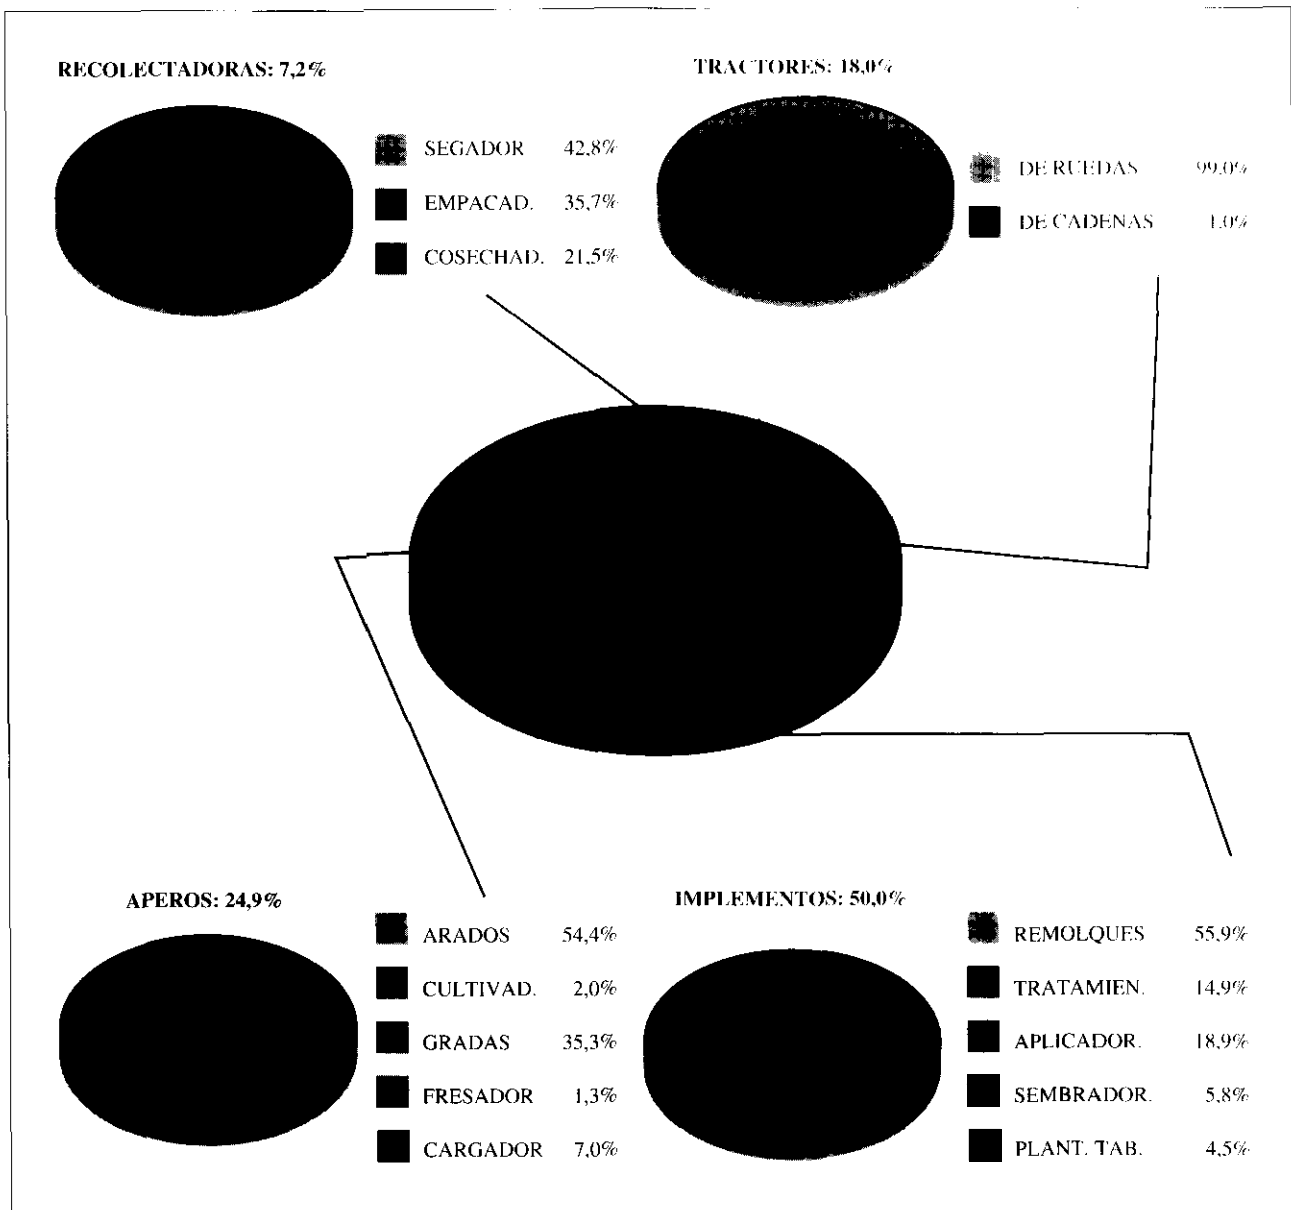 RECOLECTADORAS: 7,2%
SEGADOR 42,8%
EMPACAD. 35,7%
COSECHAD. 21,5%
TRACTORES: 18,0%
DE RUEDAS 99,0%
DE CADENAS 1,0%
APEROS: 24,9%
ARADOS 54,4%
CULTIVAD. 2,0%
GRADAS 35,3%
FRESADOR 1,3%
CARGADOR 7,0%
IMPLEMENTOS: 50,0%
REMOLQUES 55,9%
TRATAMIEN. 14,9%
APLICADOR. 18,9%
SEMBRADOR. 5,8%
PLANT. TAB. 4,5%